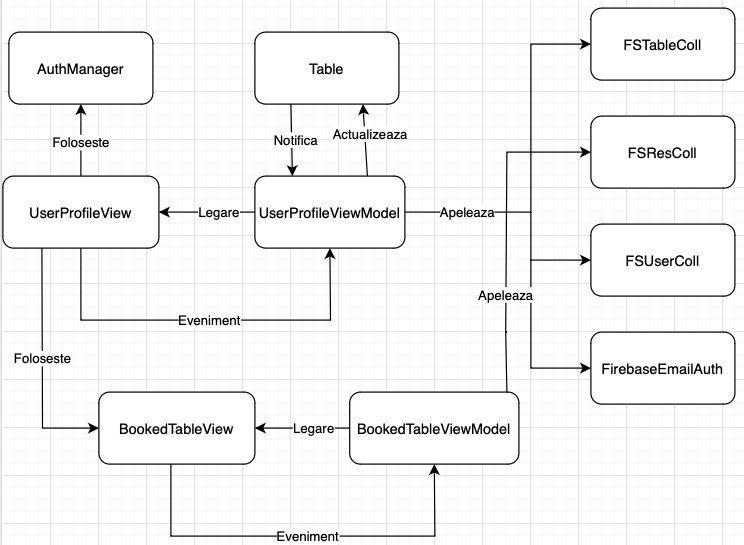 FSTableColl
AuthManager
Table
Foloseste
Notifica
Actualizeaza
FSResColl
UserProfileView
Legare
UserProfileViewModel
Apeleaza
FSUserColl
Apeleaza
Eveniment
Foloseste
FirebaseEmailAuth
BookedTableView
Legare
BookedTableViewModel
Eveniment